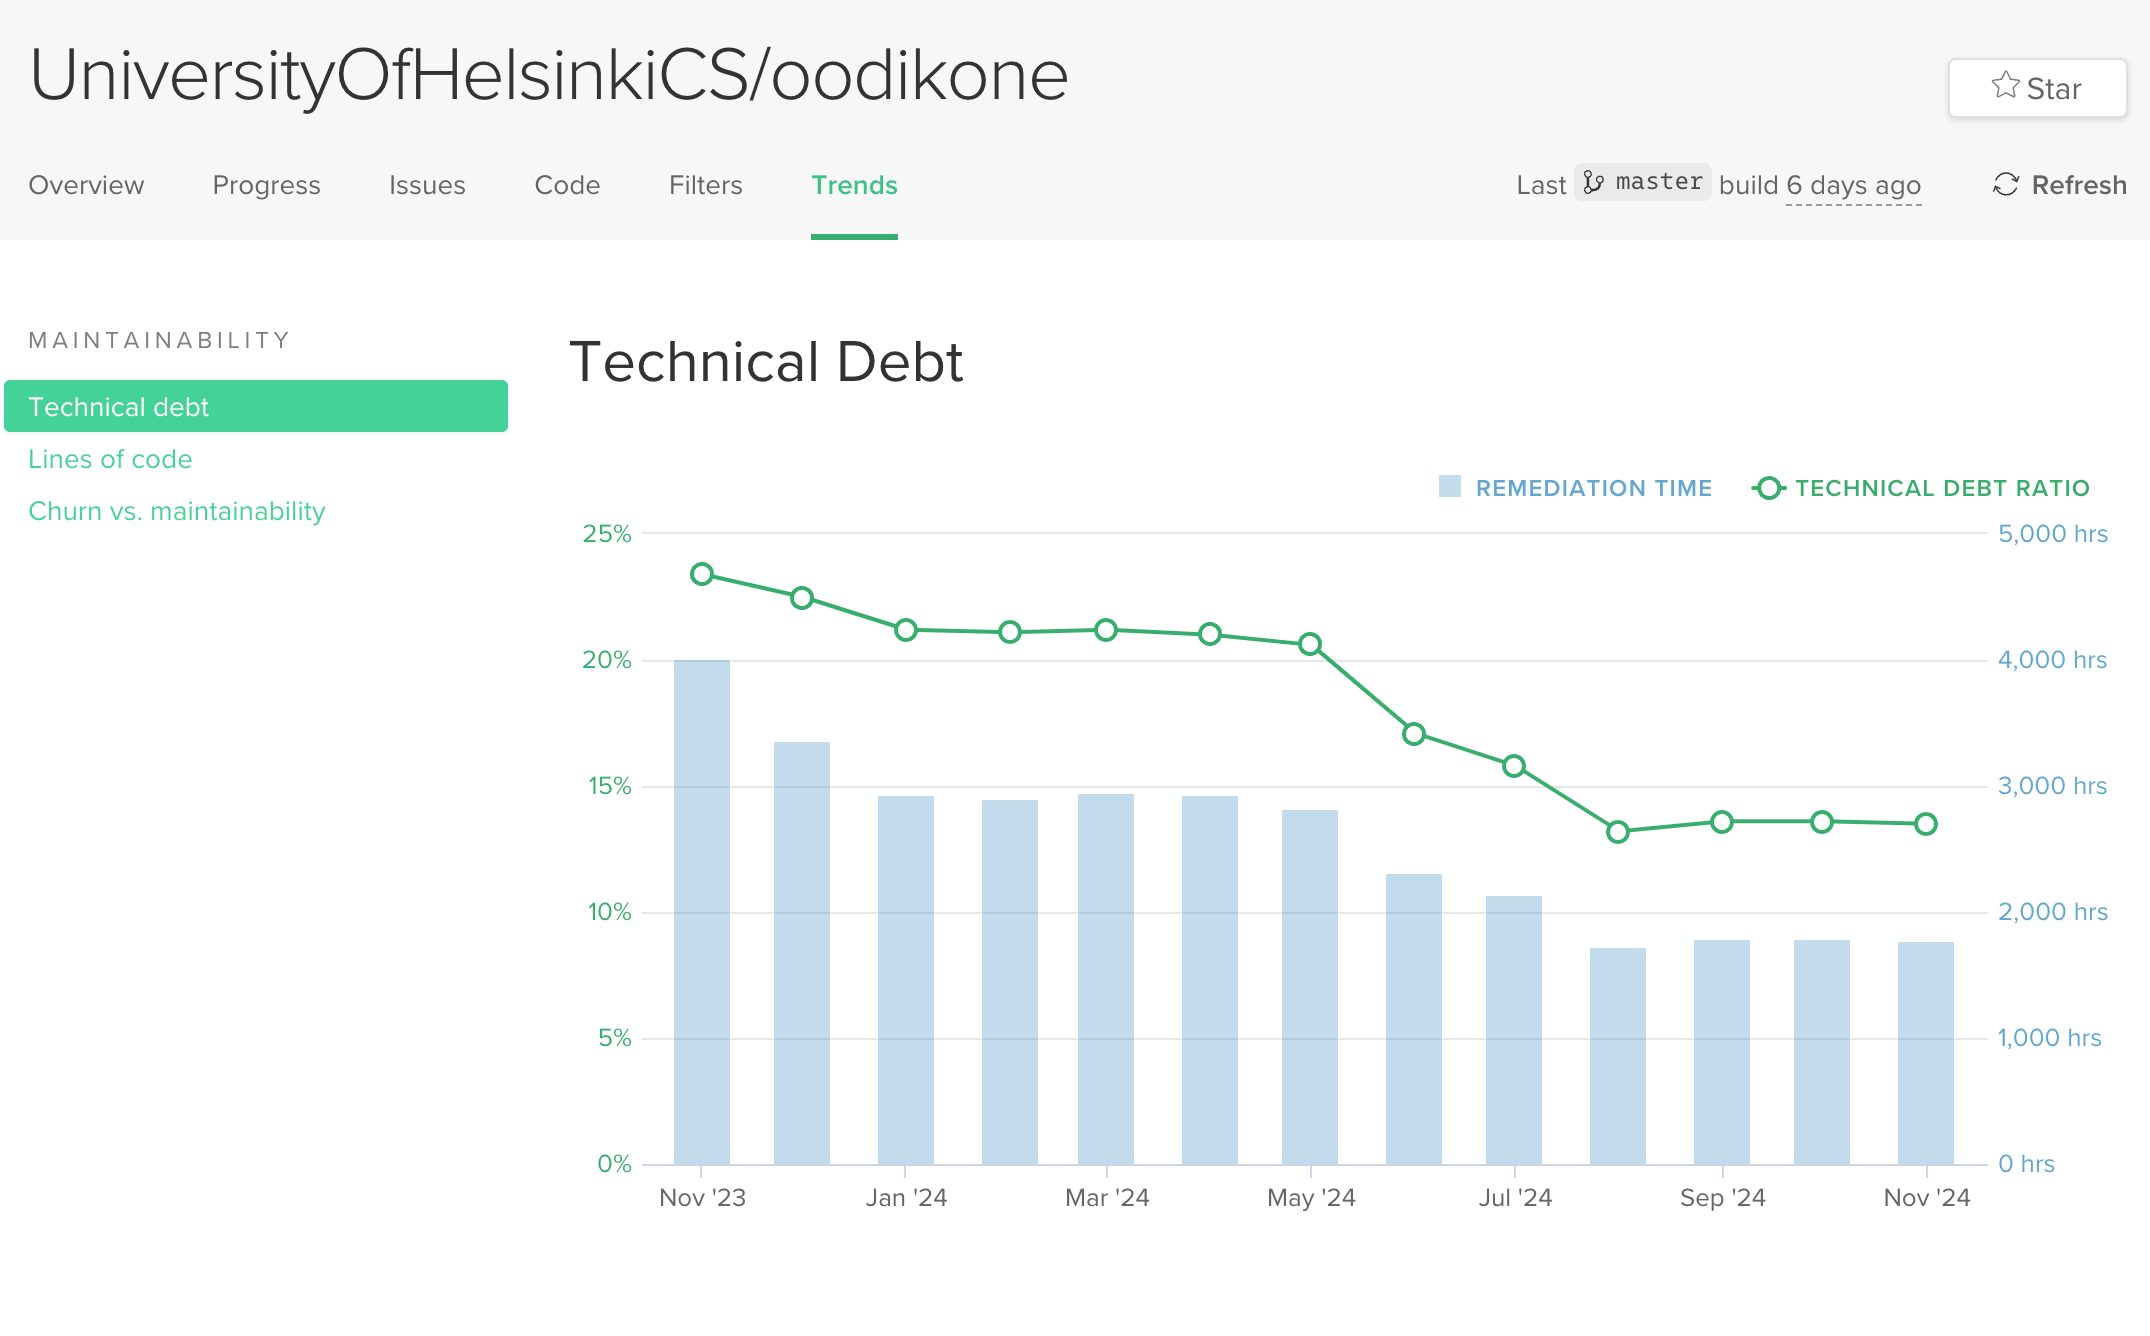 UniversityOfHelsinkiCS/oodikone
Star
Overview Progress Issues Code Filters Trends
Last master build 6 days ago Refresh
MAINTAINABILITY
Technical debt
Lines of code
Churn vs. maintainability
Technical Debt
REMEDIATION TIME TECHNICAL DEBT RATIO
25% 5,000 hrs
20% 4,000 hrs
15% 3,000 hrs
10% 2,000 hrs
5% 1,000 hrs
0% 0 hrs
Nov '23 Jan '24 Mar '24 May '24 Jul '24 Sep '24 Nov '24